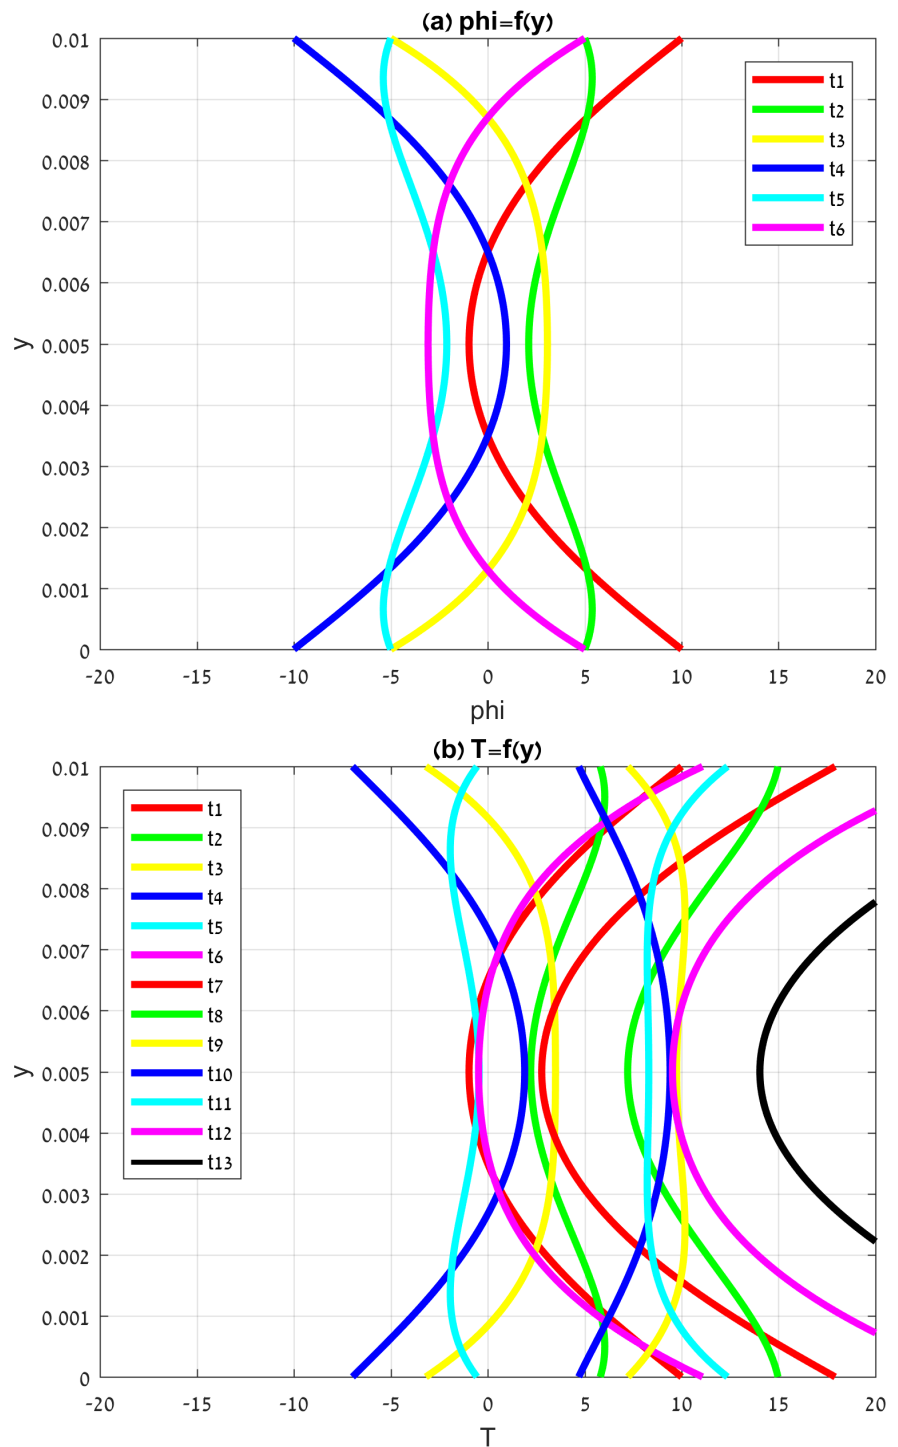 (a) phi=f(y)
0.01
0.009
0.008
0.007
0.006
0.005
0.004
0.003
0.002
0.001
0
y
t1
t2
t3
t4
t5
t6
-20 -15 -10 -5 0 5 10 15 20
phi
(b) T=f(y)
0.01
0.009
0.008
0.007
0.006
0.005
0.004
0.003
0.002
0.001
0
y
t1
t2
t3
t4
t5
t6
t7
t8
t9
t10
t11
t12
t13
-20 -15 -10 -5 0 5 10 15 20
T